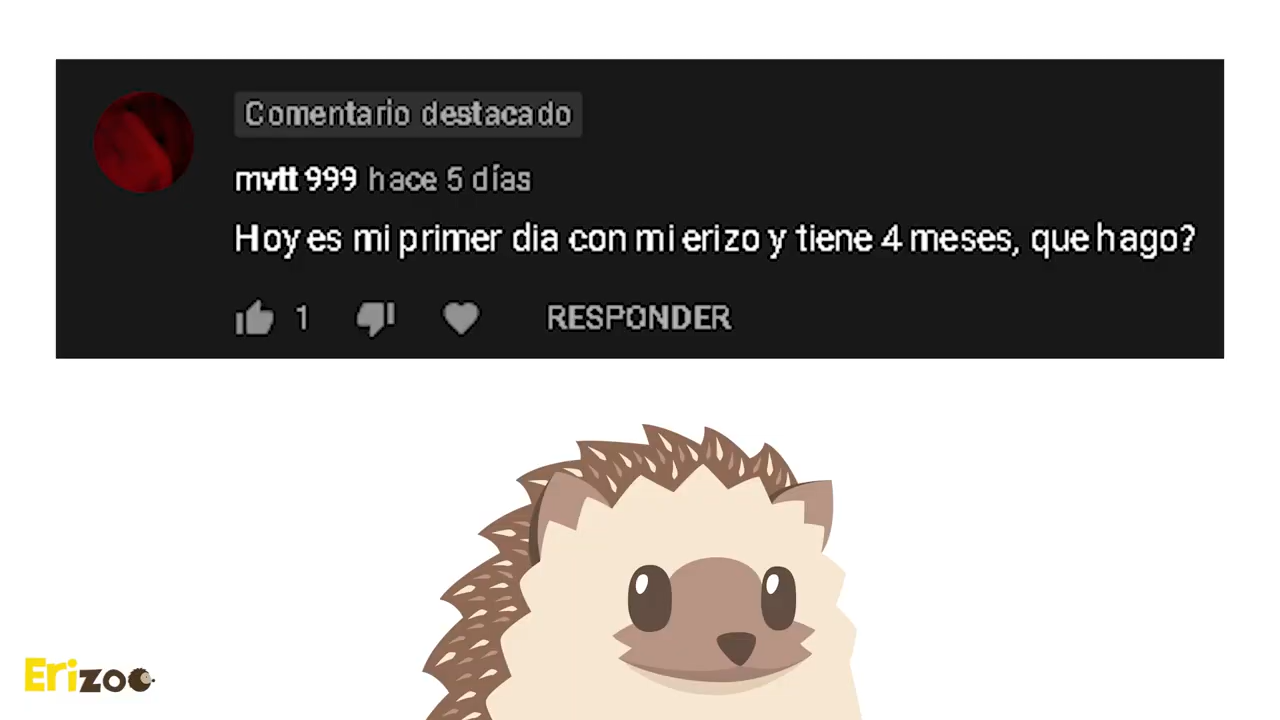 Comentario destacado
mvtt 999 hace 5 días
Hoy es mi primer dia con mi erizo y tiene 4 meses, que hago?
1 RESPONDER
Erizoo